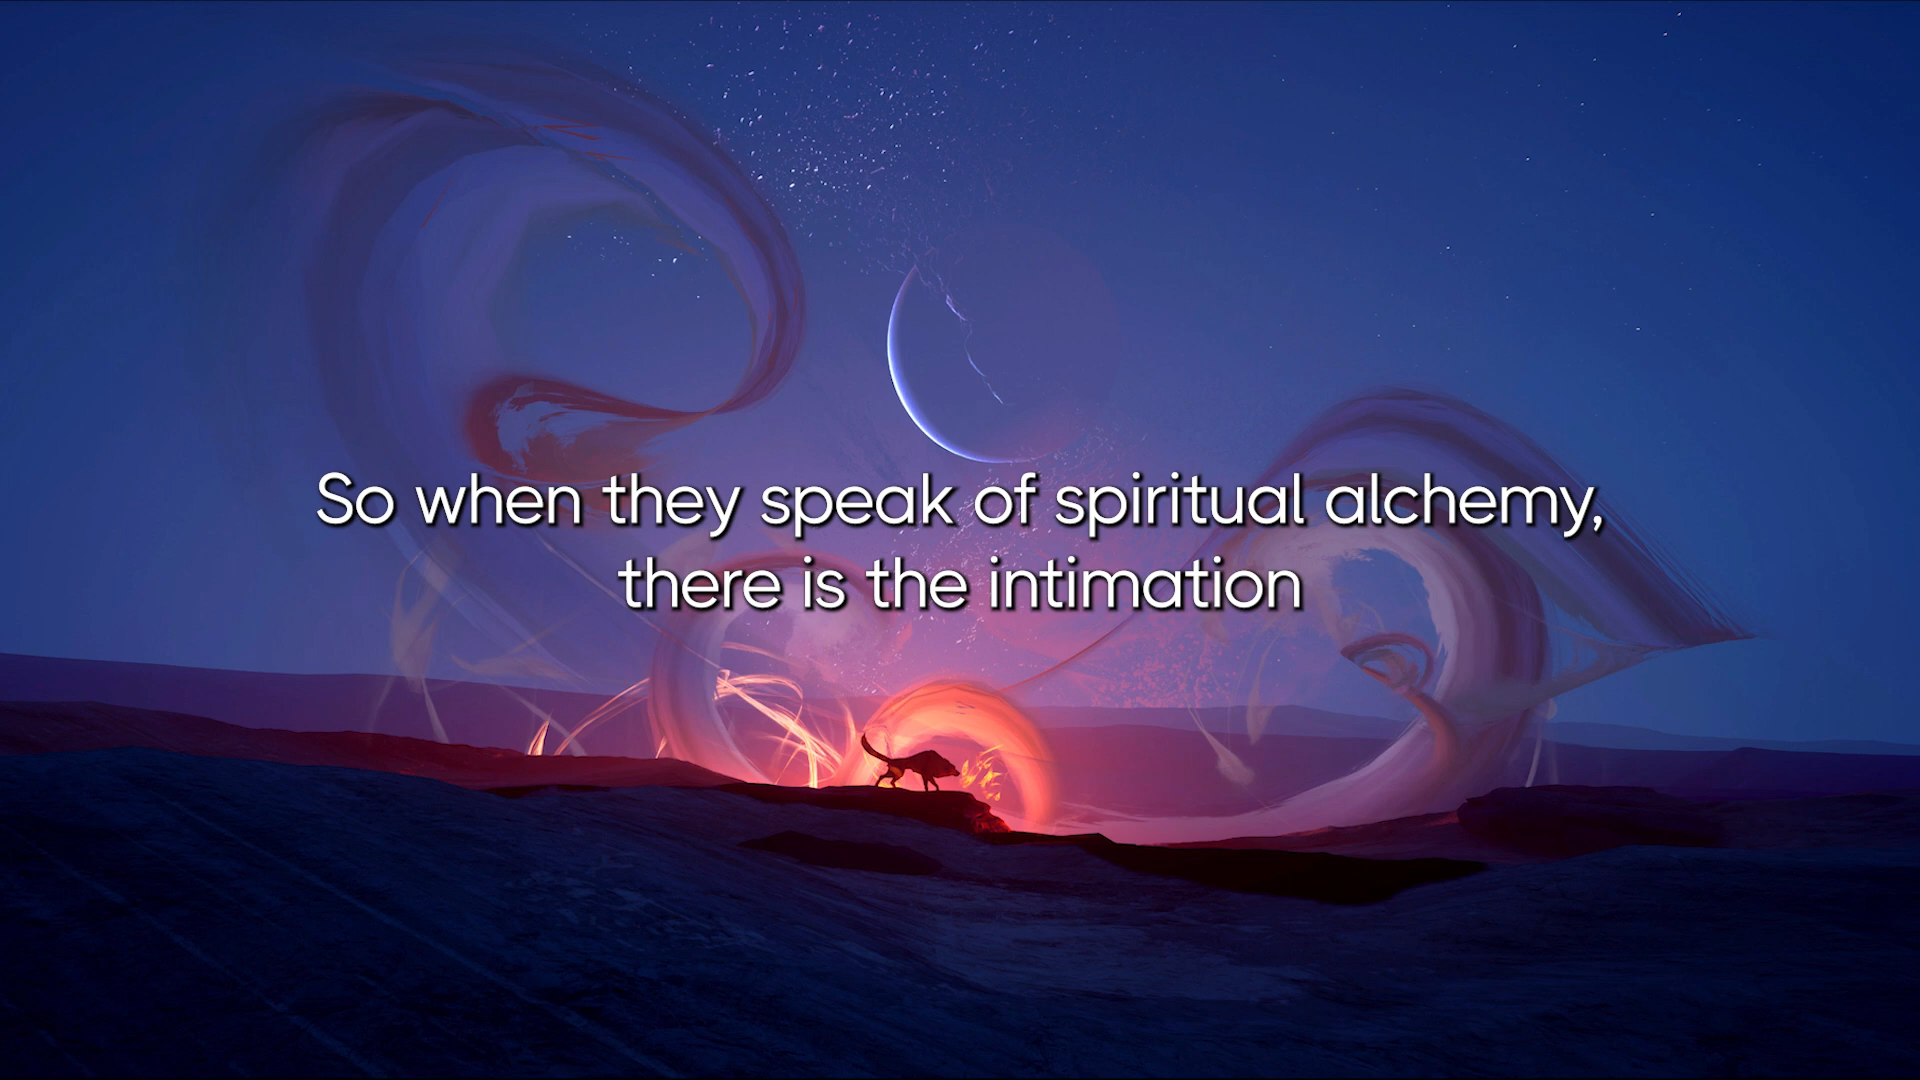 So when they speak of spiritual alchemy,
there is the intimation